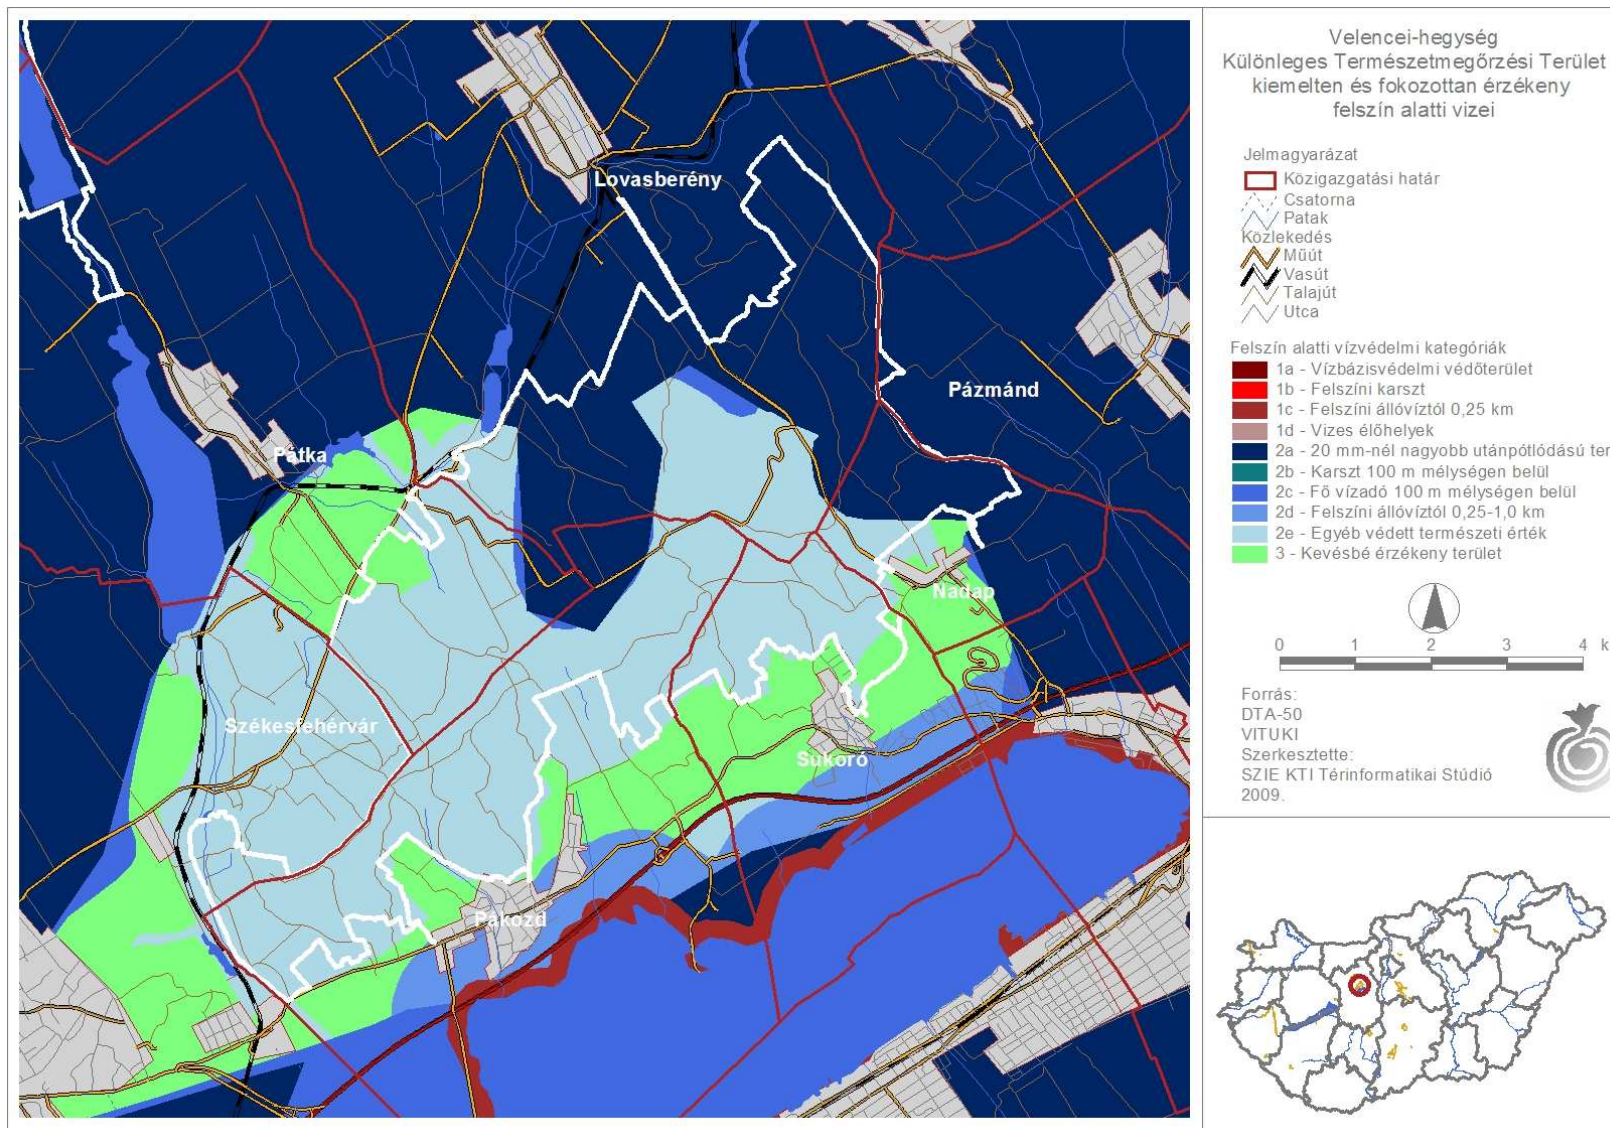 Velencei-hegység
Különleges Természetmegőrzési Terület
kiemelten és fokozottan érzékeny
felszín alatti vizei
Jelmagyarázat
Közigazgatási határ
Csatorna
Patak
Közlekedés
Műút
Vasút
Talajút
Utca
Felszín alatti vízvédelmi kategóriák
1a - Vízbázisvédelmi védőterület
1b - Felszíni karszt
1c - Felszíni állóvíztól 0,25 km
1d - Vizes élőhelyek
2a - 20 mm-nél nagyobb utánpótlódású ter
2b - Karszt 100 m mélységen belül
2c - Fő vízadó 100 m mélységen belül
2d - Felszíni állóvíztól 0,25-1,0 km
2e - Egyéb védett természeti érték
3 - Kevésbé érzékeny terület
0 1 2 3 4 k
Forrás:
DTA-50
VITUKI
Szerkesztette:
SZIE KTI Térinformatikai Stúdió
2009.
Lovasberény
Pázmánd
Pátka
Nadap
Székesfehérvár
Sukoró
Pákozd